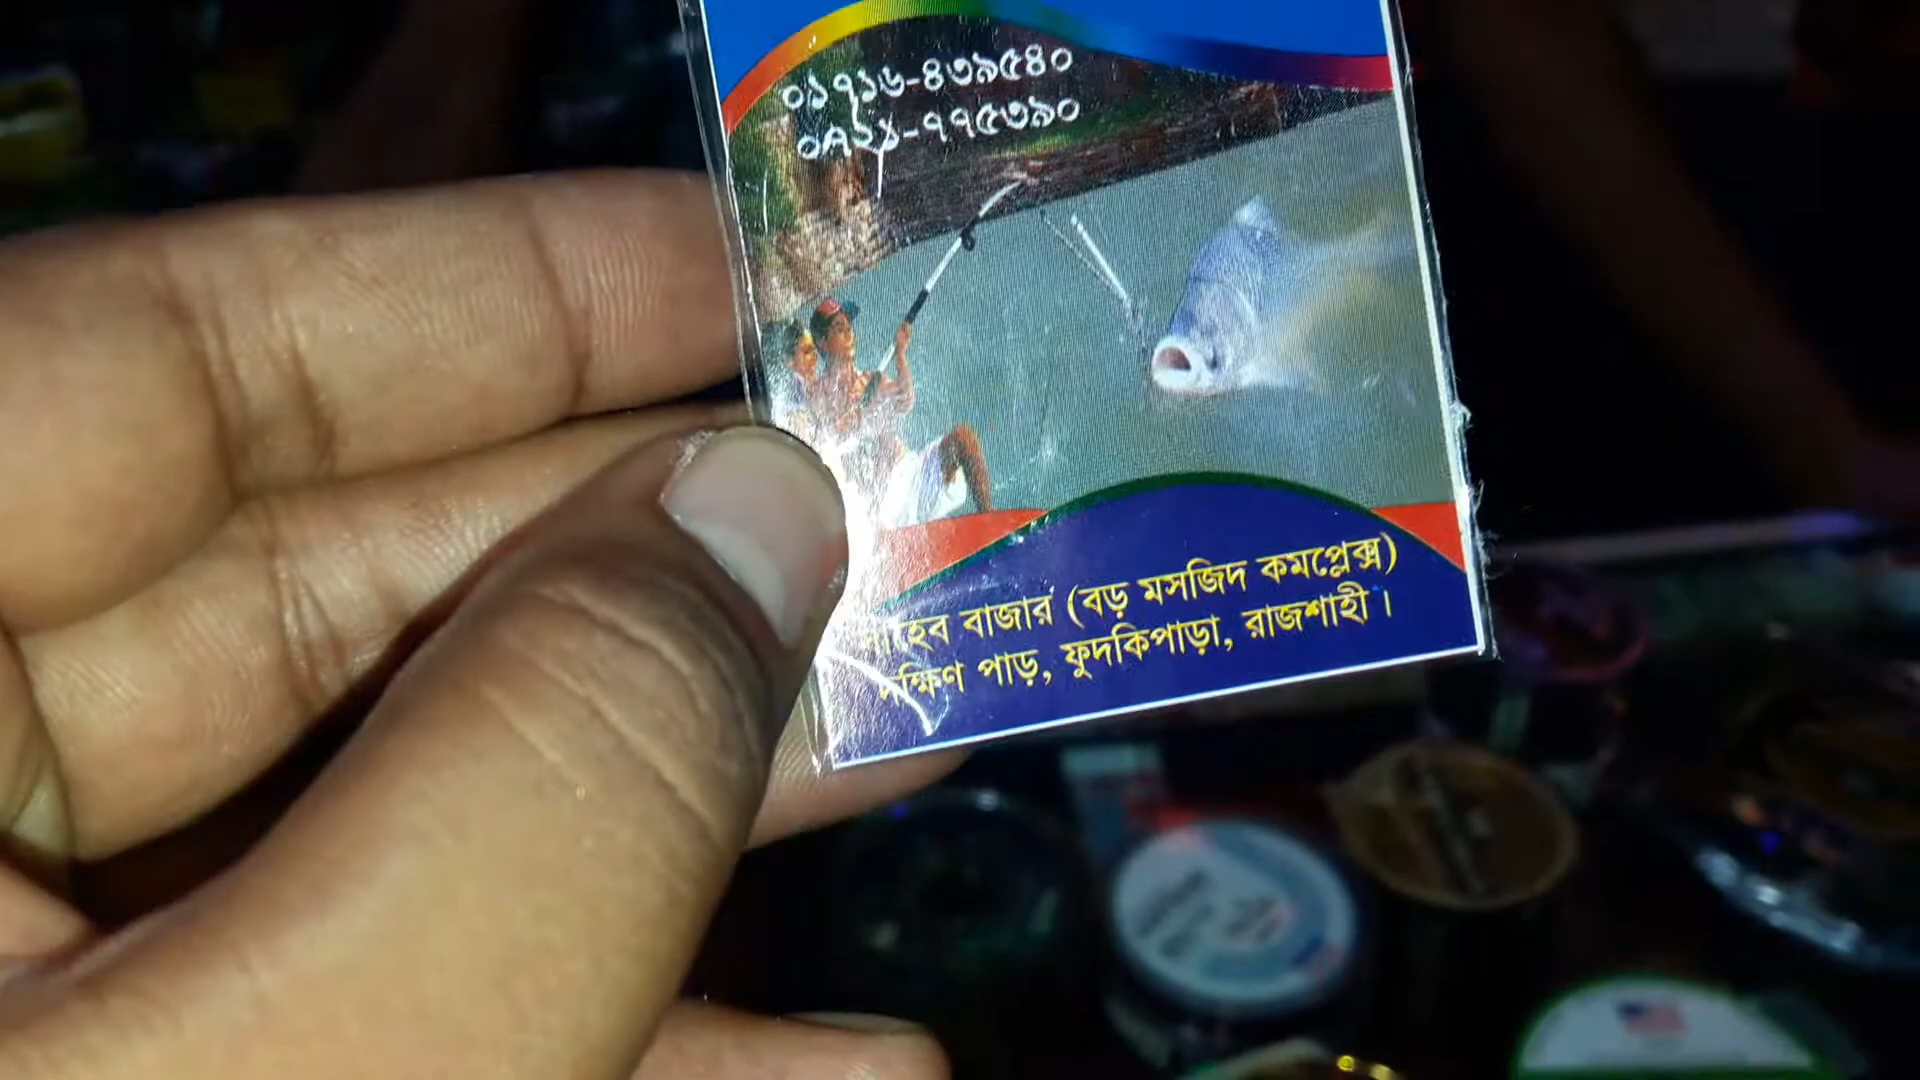 ০১৭১৬-৪৩৯৫৪০
০৭২১-৭৭৫৩৯০
সাহেব বাজার (বড় মসজিদ কমপ্লেক্স)
দক্ষিণ পাড়, ফুদকিপাড়া, রাজশাহী।